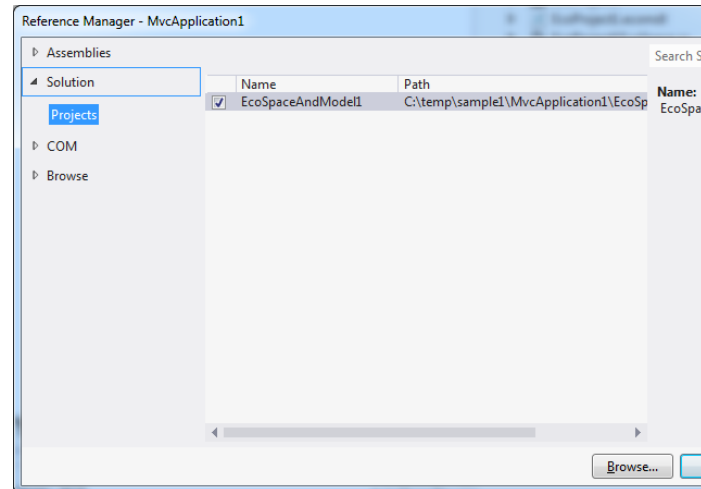 Reference Manager - MvcApplication1
Assemblies
Search S
Solution
Name Path
Name:
EcoSpaceAndModel1 C:\temp\sample1\MvcApplication1\EcoSp
EcoSpa
Projects
COM
Browse
Browse...